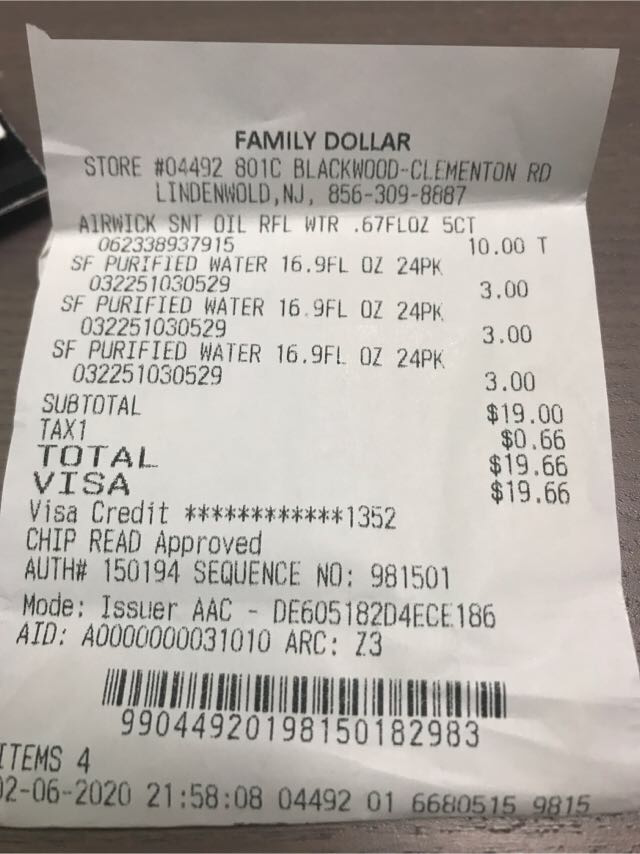 FAMILY DOLLAR
STORE #04492 801C BLACKWOOD-CLEMENTON RD
LINDENWOLD,NJ, 856-309-8887
AIRWICK SNT OIL RFL WTR .67FLOZ 5CT
062338937915 10.00 T
SF PURIFIED WATER 16.9FL OZ 24PK
032251030529 3.00
SF PURIFIED WATER 16.9FL OZ 24PK
032251030529 3.00
SF PURIFIED WATER 16.9FL OZ 24PK
032251030529 3.00
SUBTOTAL $19.00
TAX1 $0.66
TOTAL $19.66
VISA $19.66
Visa Credit ************1352
CHIP READ Approved
AUTH# 150194 SEQUENCE NO: 981501
Mode: Issuer AAC - DE605182D4ECE186
AID: A0000000031010 ARC: Z3
99044920198150182983
ITEMS 4
02-06-2020 21:58:08 04492 01 6680515 9815